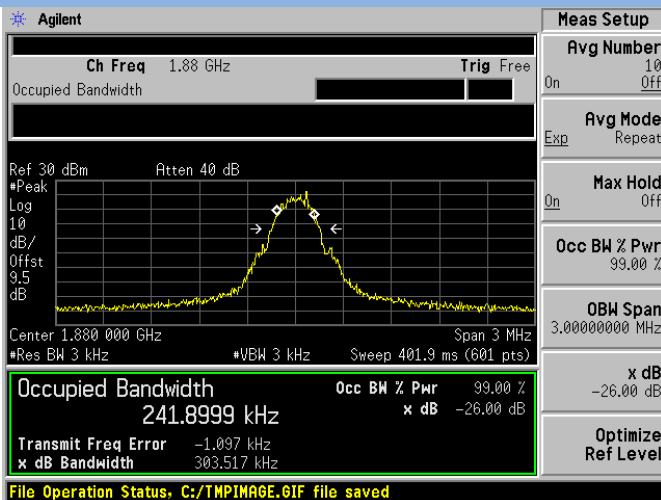 Agilent
Meas Setup
Ch Freq 1.88 GHz Trig Free
Occupied Bandwidth
Avg Number
10
On Off
Avg Mode
Exp Repeat
Ref 30 dBm Atten 40 dB
#Peak
Log
10
dB/
Offst
9.5
dB
Max Hold
On Off
Occ BW % Pwr
99.00 %
OBW Span
3.00000000 MHz
Center 1.880 000 GHz Span 3 MHz
#Res BW 3 kHz #VBW 3 kHz Sweep 401.9 ms (601 pts)
Occupied Bandwidth
241.8999 kHz
Occ BW % Pwr 99.00 %
x dB -26.00 dB
Transmit Freq Error -1.097 kHz
x dB Bandwidth 303.517 kHz
x dB
-26.00 dB
Optimize
Ref Level
File Operation Status, C:/TMPIMAGE.GIF file saved